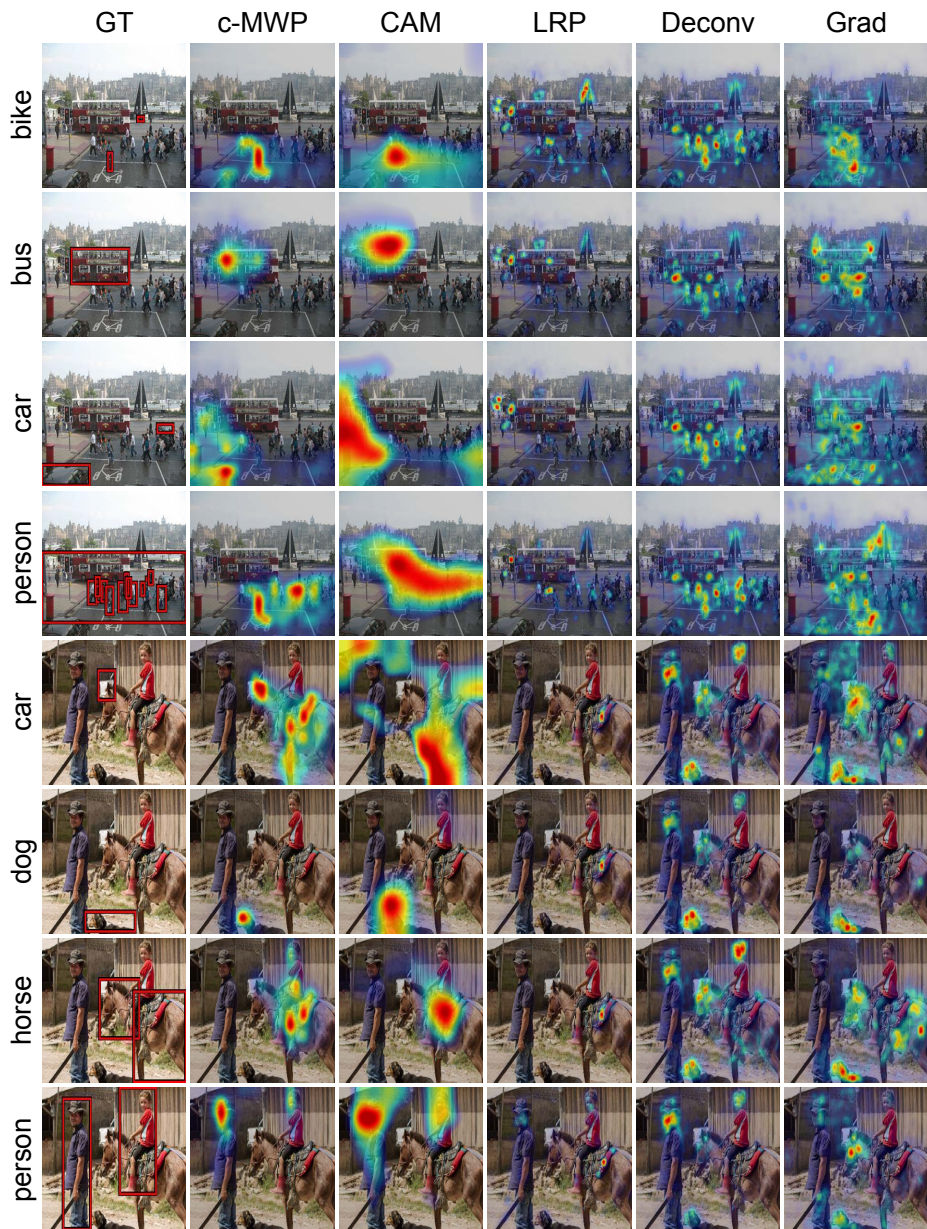 GT c-MWP CAM LRP Deconv Grad
bike
bus
car
person
car
dog
horse
person